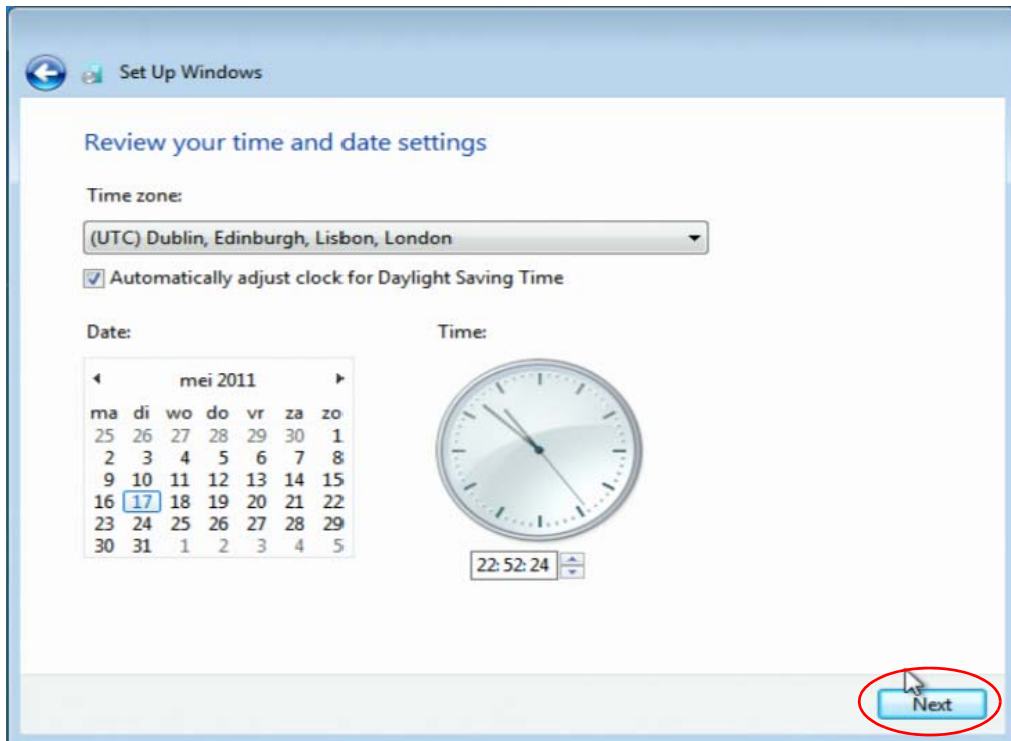 Set Up Windows
Review your time and date settings
Time zone:
(UTC) Dublin, Edinburgh, Lisbon, London
Automatically adjust clock for Daylight Saving Time
Date:
Time:
mei 2011
ma di wo do vr za zo
25 26 27 28 29 30 1
2 3 4 5 6 7 8
9 10 11 12 13 14 15
16 17 18 19 20 21 22
23 24 25 26 27 28 29
30 31 1 2 3 4 5
22:52:24
Next